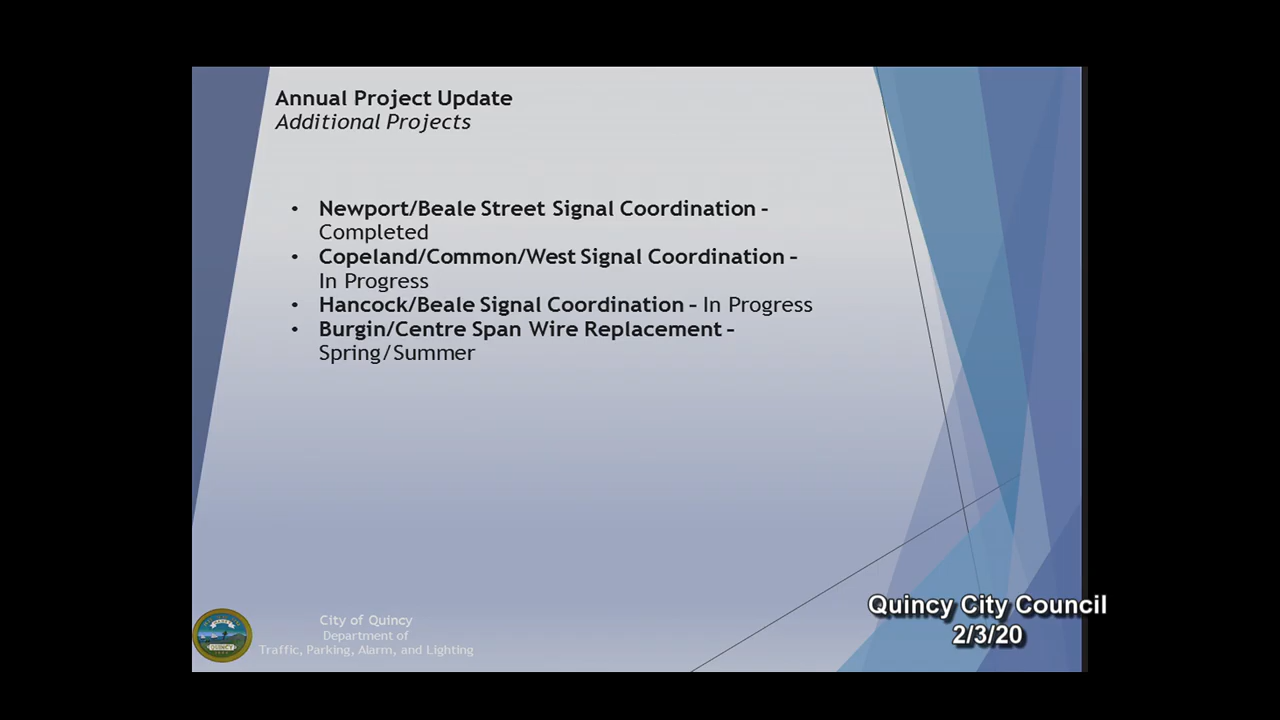 Annual Project Update
Additional Projects
• Newport/Beale Street Signal Coordination –
Completed
• Copeland/Common/West Signal Coordination –
In Progress
• Hancock/Beale Signal Coordination – In Progress
• Burgin/Centre Span Wire Replacement –
Spring/Summer
QUINCY
City of Quincy
Department of
Traffic, Parking, Alarm, and Lighting
Quincy City Council
2/3/20